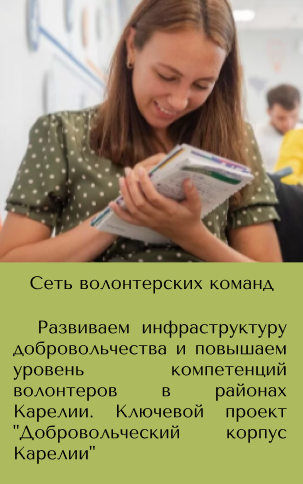 Сеть волонтерских команд
Развиваем инфраструктуру
добровольчества и повышаем
уровень компетенций
волонтеров в районах
Карелии. Ключевой проект
"Добровольческий корпус
Карелии"